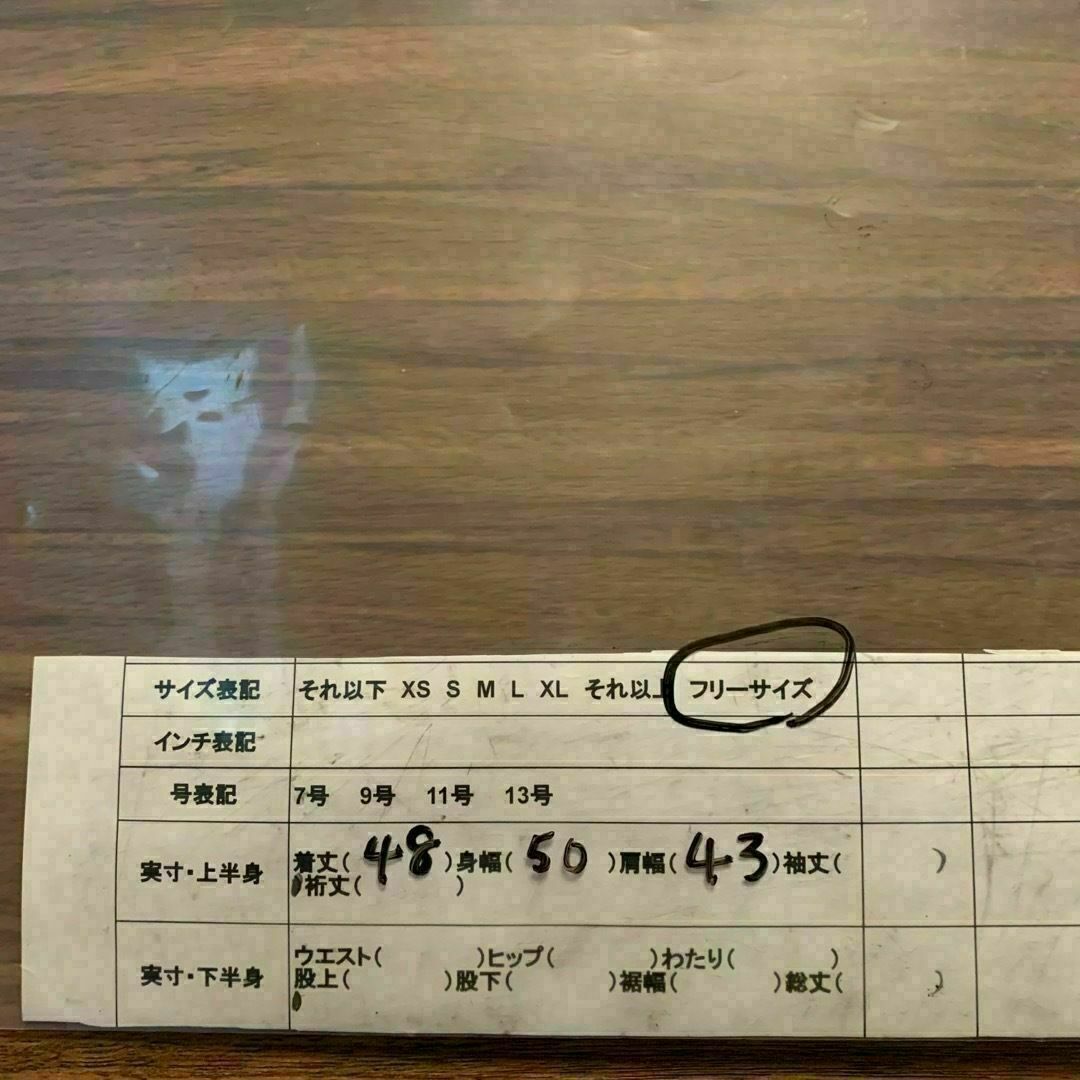 サイズ表記 それ以下 XS S M L XL それ以上 フリーサイズ
インチ表記
号表記 7号 9号 11号 13号
実寸・上半身 着丈( 48 )身幅( 50 )肩幅( 43 )袖丈( )
裄丈( )
実寸・下半身 ウエスト( )ヒップ( )わたり( )
股上( )股下( )裾幅( )総丈( )